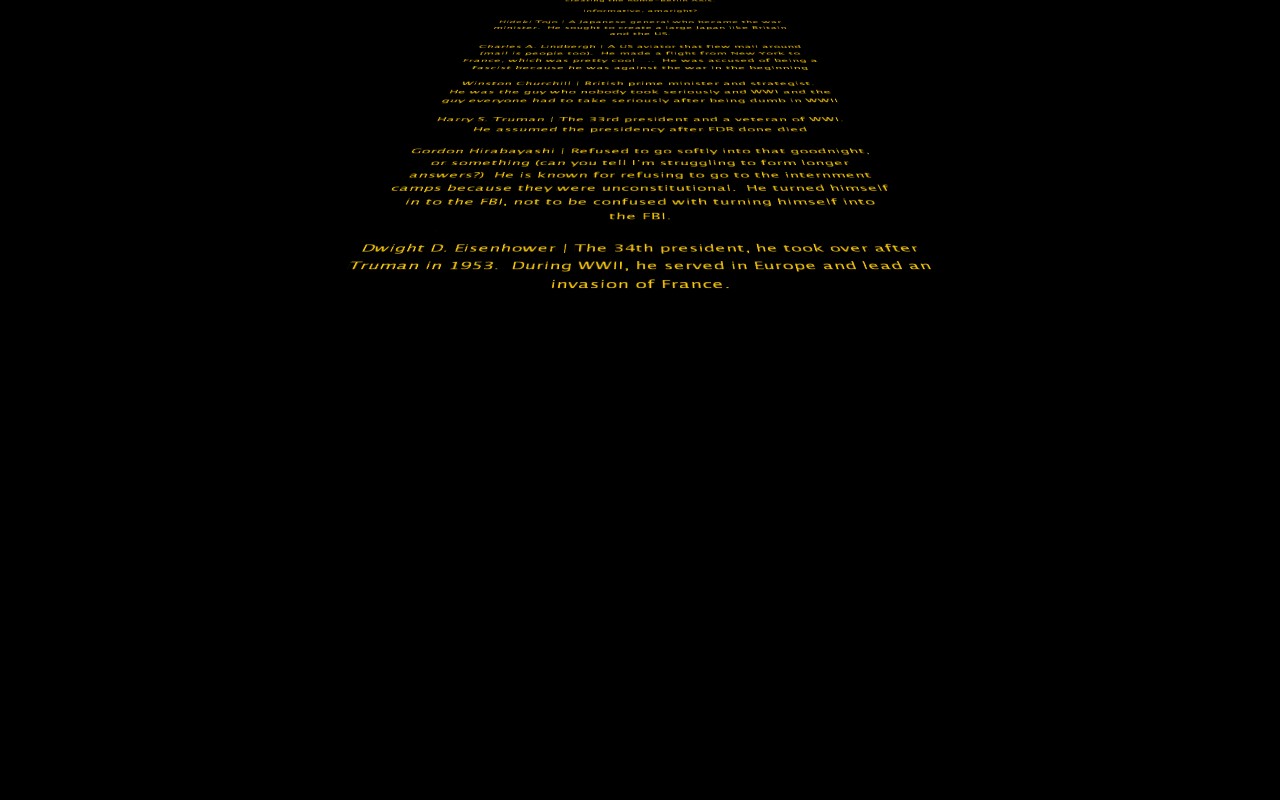 creating the Rome-Berlin Axis
informative, amaright?
Hideki Tojo | A Japanese general who became the war
minister. He sought to create a large Japan like Britain
and the US.
Charles A. Lindbergh | A US aviator that flew mail around
(mail is people too). He made a flight from New York to
France, which was pretty cool ... He was accused of being a
fascist because he was against the war in the beginning
Winston Churchill | British prime minister and strategist.
He was the guy who nobody took seriously and WWI and the
guy everyone had to take seriously after being dumb in WWII.
Harry S. Truman | The 33rd president and a veteran of WWI.
He assumed the presidency after FDR done died
Gordon Hirabayashi | Refused to go softly into that goodnight,
or something (can you tell I'm struggling to form longer
answers?) He is known for refusing to go to the internment
camps because they were unconstitutional. He turned himself
in to the FBI, not to be confused with turning himself into
the FBI.
Dwight D. Eisenhower | The 34th president, he took over after
Truman in 1953. During WWII, he served in Europe and lead an
invasion of France.